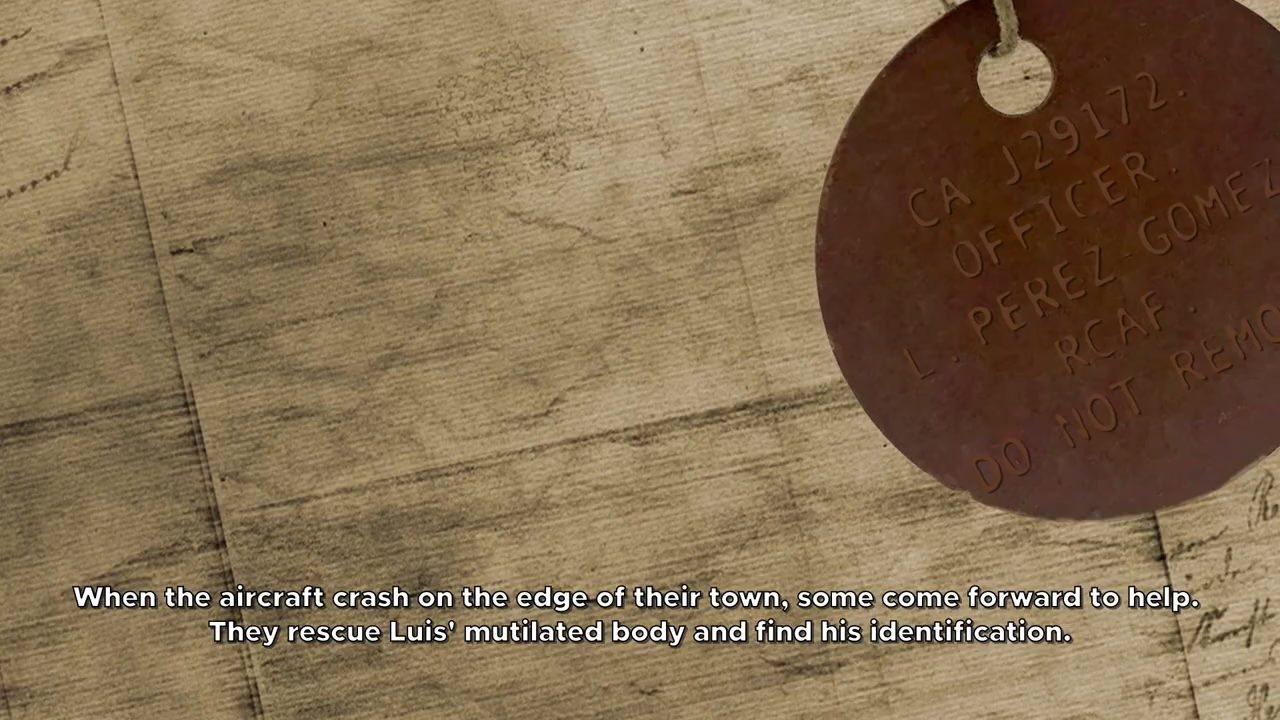 CA J29172.
OFFICER.
L. PEREZ GOMEZ
RCAF.
DO NOT
When the aircraft crash on the edge of their town, some come forward to help.
They rescue Luis' mutilated body and find his identification.